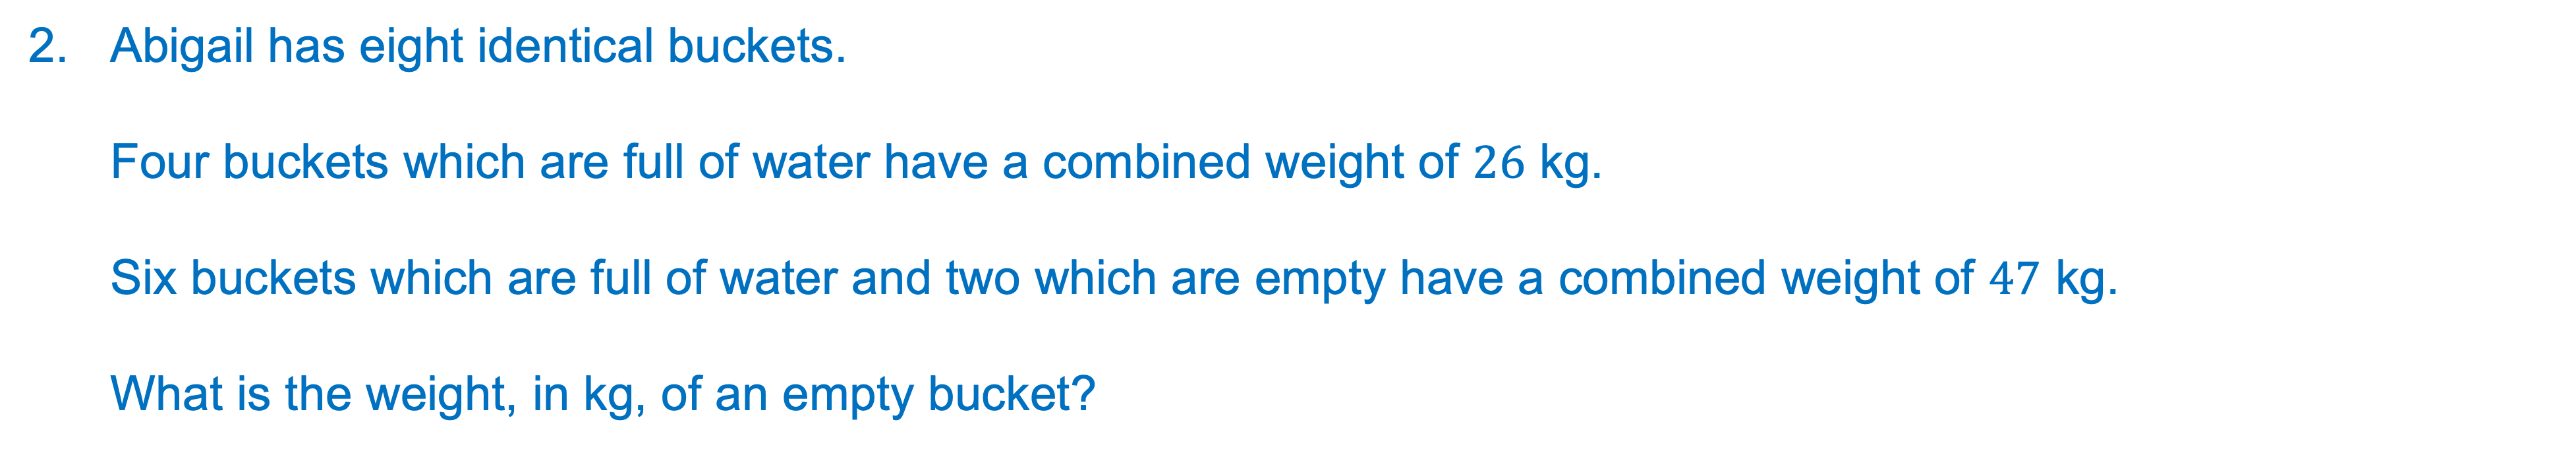 2. Abigail has eight identical buckets.
Four buckets which are full of water have a combined weight of 26 kg.
Six buckets which are full of water and two which are empty have a combined weight of 47 kg.
What is the weight, in kg, of an empty bucket?